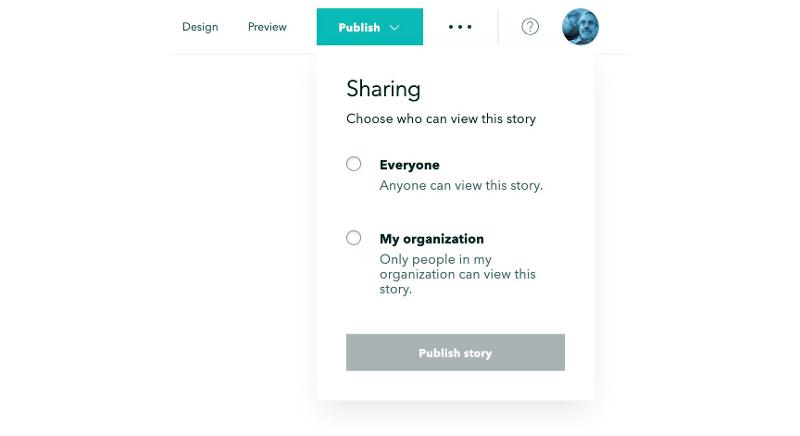 Design Preview Publish
Sharing
Choose who can view this story
Everyone
Anyone can view this story.
My organization
Only people in my
organization can view this
story.
Publish story